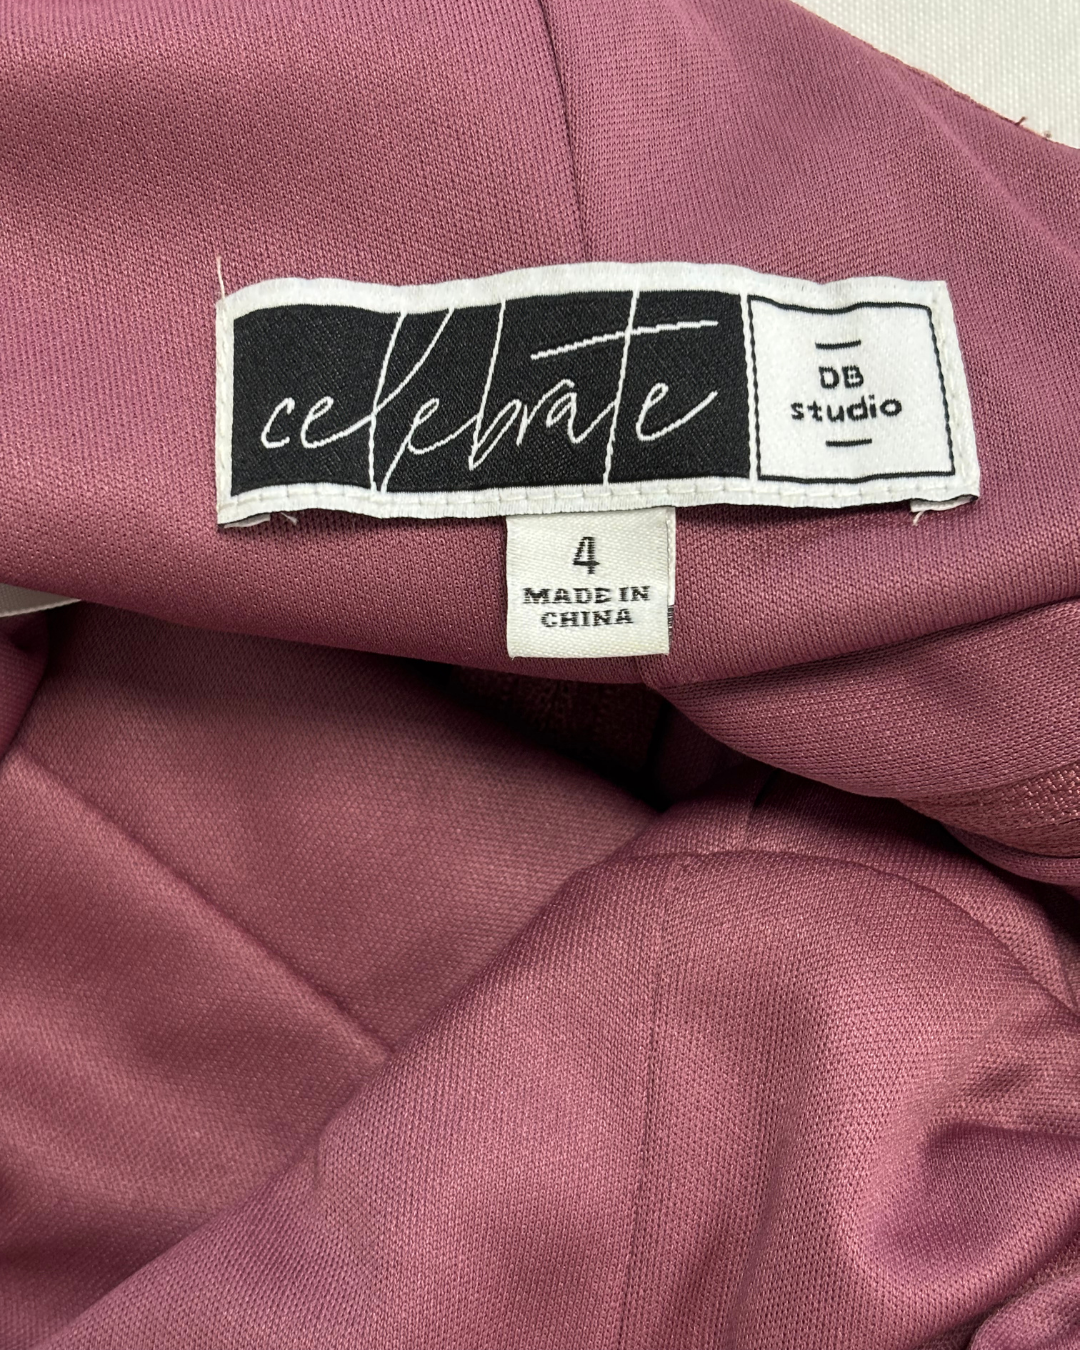 celebrate
DB
studio
4
MADE IN
CHINA